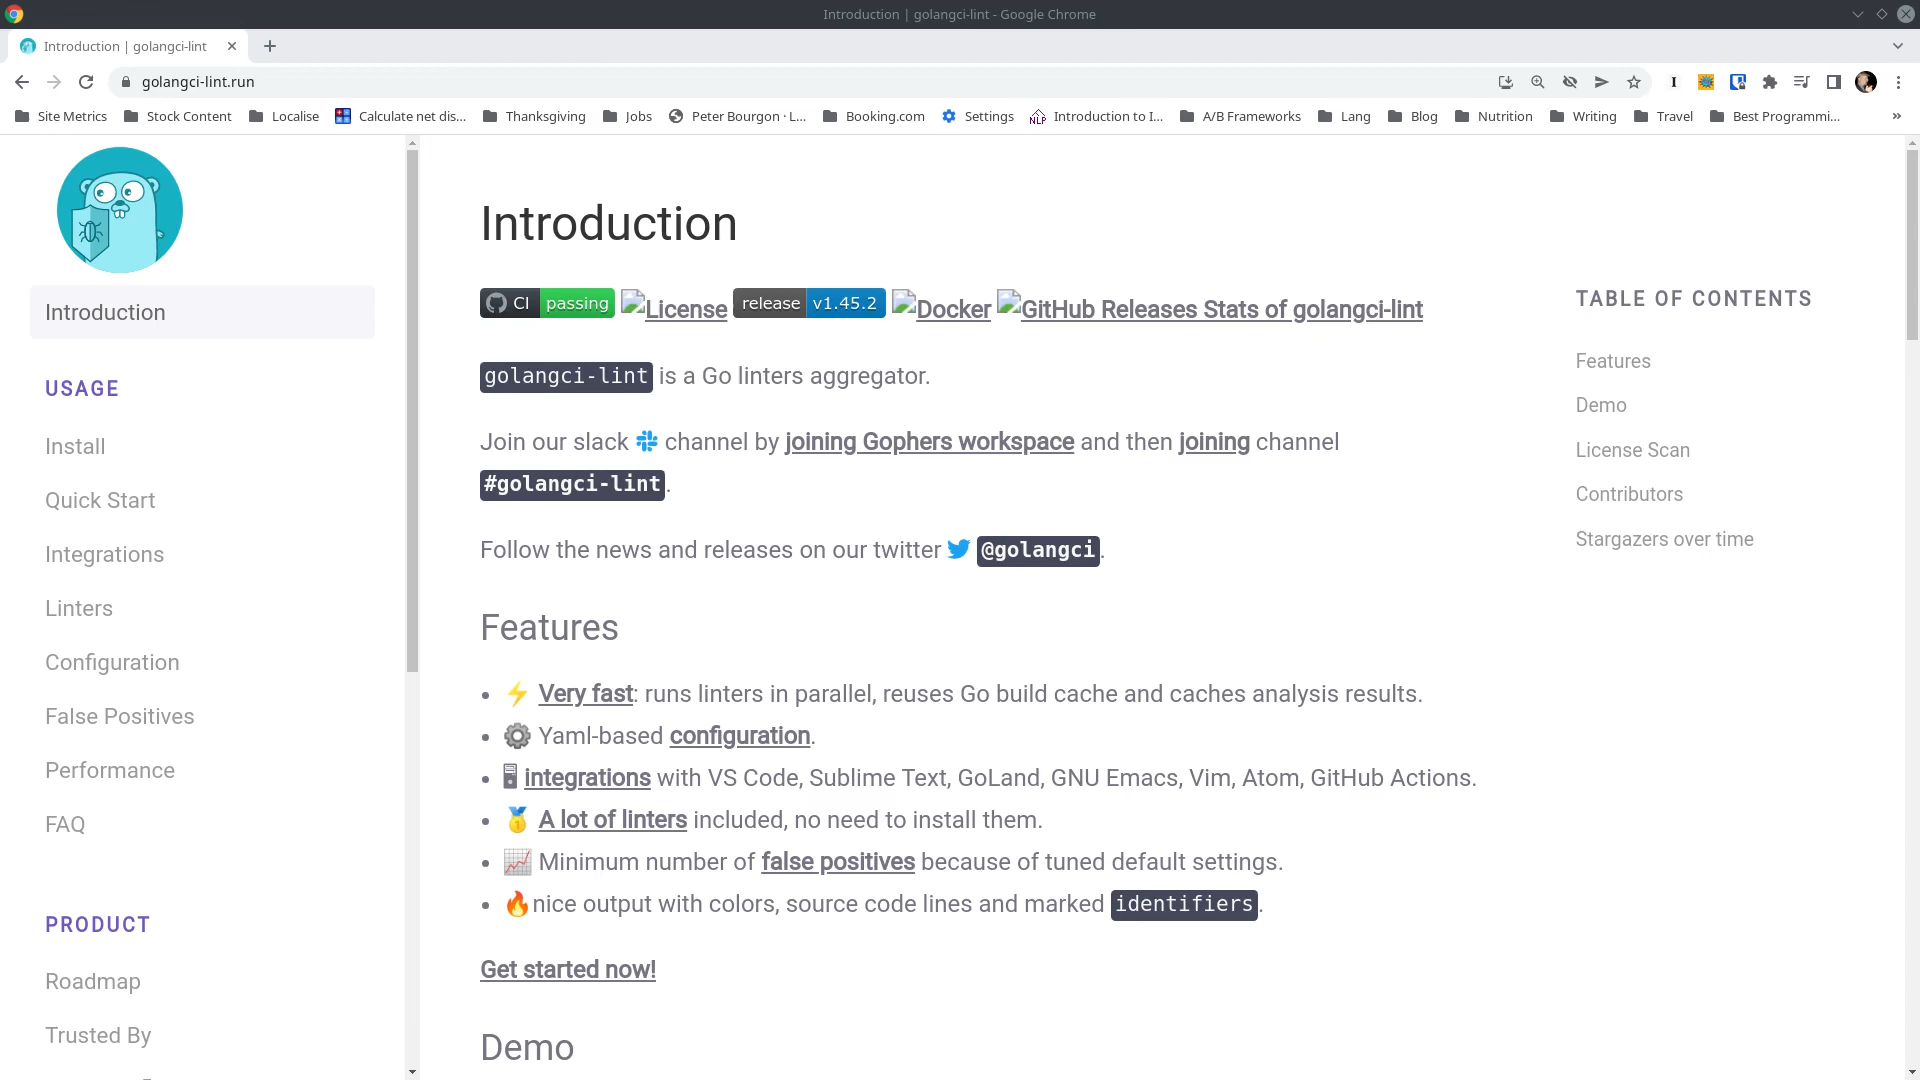 Introduction | golangci-lint - Google Chrome
Introduction | golangci-lint
golangci-lint.run
Site Metrics
Stock Content
Localise
Calculate net dis...
Thanksgiving
Jobs
Peter Bourgon · L...
Booking.com
Settings
NLP
Introduction to I...
A/B Frameworks
Lang
Blog
Nutrition
Writing
Travel
Best Programmi...
Introduction
USAGE
Install
Quick Start
Integrations
Linters
Configuration
False Positives
Performance
FAQ
PRODUCT
Roadmap
Trusted By
Introduction
CI passing License release v1.45.2 Docker GitHub Releases Stats of golangci-lint
golangci-lint is a Go linters aggregator.
Join our slack channel by joining Gophers workspace and then joining channel
#golangci-lint.
Follow the news and releases on our twitter @golangci.
Features
• ⚡ Very fast: runs linters in parallel, reuses Go build cache and caches analysis results.
• ⚙️ Yaml-based configuration.
• 🖥 integrations with VS Code, Sublime Text, GoLand, GNU Emacs, Vim, Atom, GitHub Actions.
• 🥇 A lot of linters included, no need to install them.
• 📈 Minimum number of false positives because of tuned default settings.
• 🔥nice output with colors, source code lines and marked identifiers.
Get started now!
Demo
TABLE OF CONTENTS
Features
Demo
License Scan
Contributors
Stargazers over time